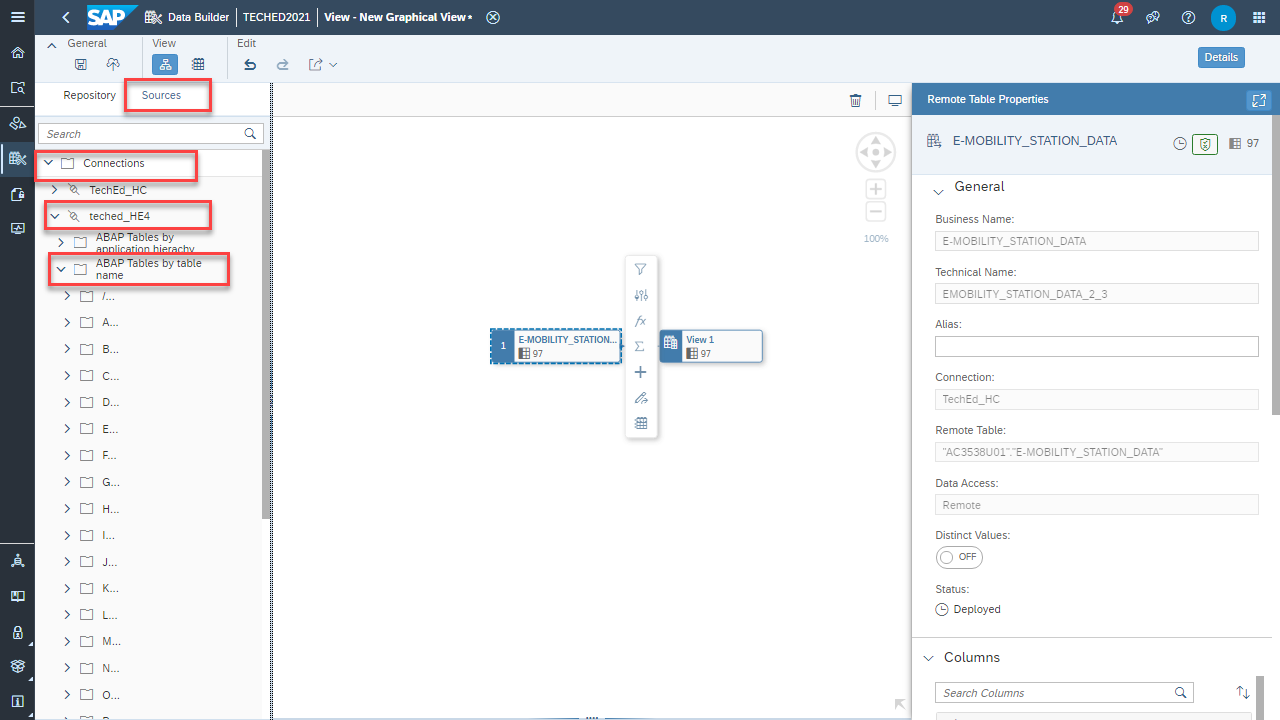 SAP
Data Builder
TECHED2021
View - New Graphical View*
29
R
General
View
Edit
Details
Repository
Sources
Search
Connections
TechEd_HC
teched_HE4
ABAP Tables by
application hierachy
ABAP Tables by table
name
/...
A...
B...
C...
D...
E...
F...
G...
H...
I...
J...
K...
L...
M...
N...
O...
100%
1
E-MOBILITY_STATION...
97
fx
Σ
View 1
97
Remote Table Properties
E-MOBILITY_STATION_DATA
97
General
Business Name:
E-MOBILITY_STATION_DATA
Technical Name:
EMOBILITY_STATION_DATA_2_3
Alias:
Connection:
TechEd_HC
Remote Table:
"AC3538U01"."E-MOBILITY_STATION_DATA"
Data Access:
Remote
Distinct Values:
OFF
Status:
Deployed
Columns
Search Columns